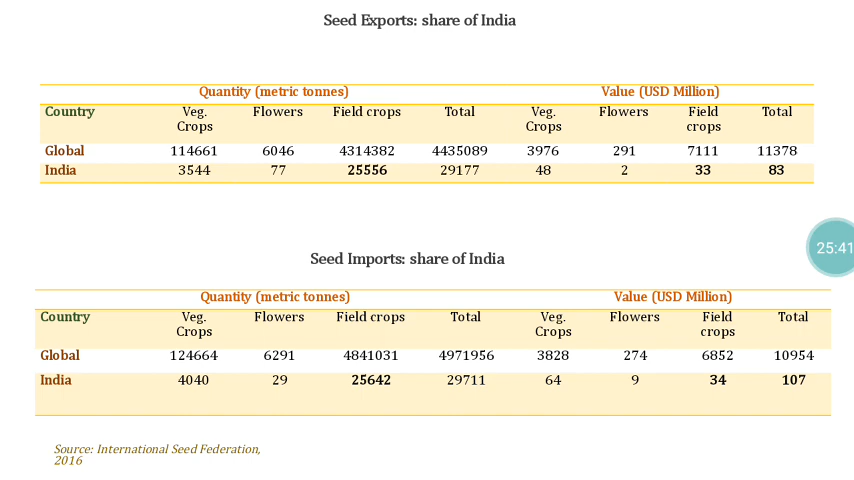 Seed Exports: share of India
Quantity (metric tonnes) Value (USD Million)
Country Veg. Crops Flowers Field crops Total Veg. Crops Flowers Field crops Total
Global 114661 6046 4314382 4435089 3976 291 7111 11378
India 3544 77 25556 29177 48 2 33 83
25:41
Seed Imports: share of India
Quantity (metric tonnes) Value (USD Million)
Country Veg. Crops Flowers Field crops Total Veg. Crops Flowers Field crops Total
Global 124664 6291 4841031 4971956 3828 274 6852 10954
India 4040 29 25642 29711 64 9 34 107
Source: International Seed Federation,
2016